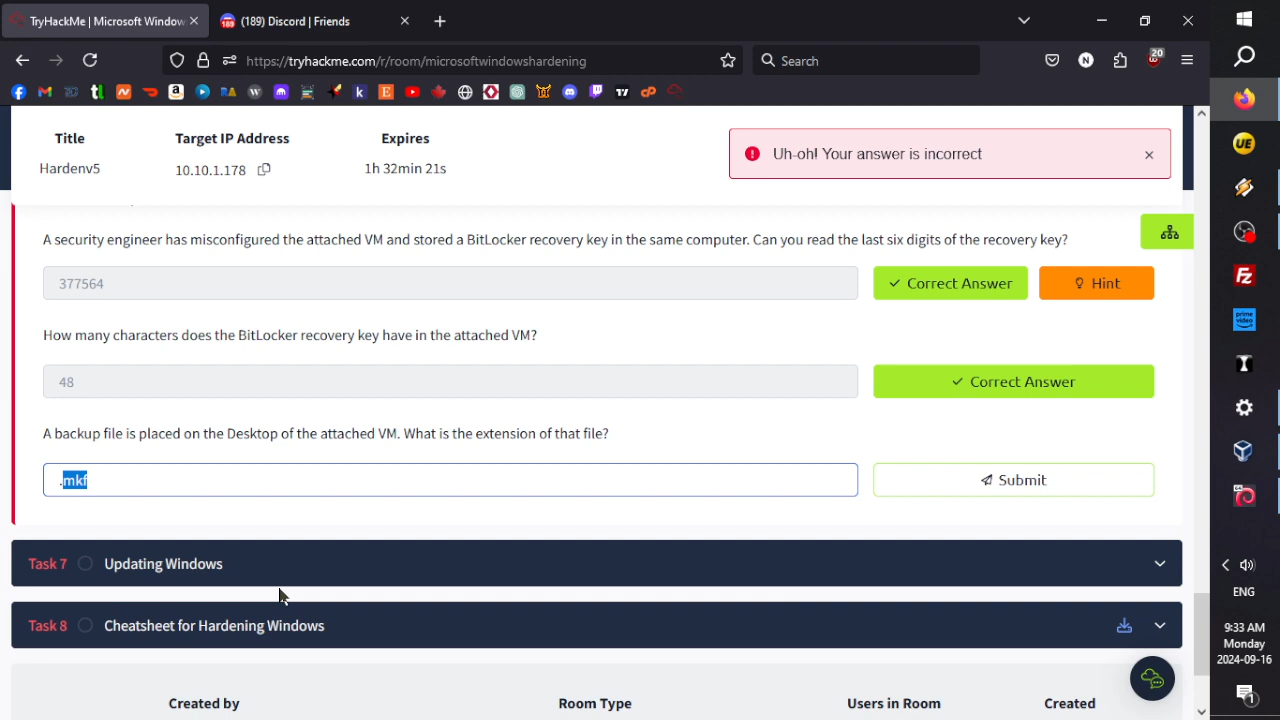 TryHackMe | Microsoft Window
(189) Discord | Friends
https://tryhackme.com/r/room/microsoftwindowshardening
Search
20
Title
Target IP Address
Expires
Hardenv5
10.10.1.178
1h 32min 21s
Uh-oh! Your answer is incorrect
A security engineer has misconfigured the attached VM and stored a BitLocker recovery key in the same computer. Can you read the last six digits of the recovery key?
377564
Correct Answer
Hint
How many characters does the BitLocker recovery key have in the attached VM?
48
Correct Answer
A backup file is placed on the Desktop of the attached VM. What is the extension of that file?
.mkf
Submit
Task 7
Updating Windows
Task 8
Cheatsheet for Hardening Windows
Created by
Room Type
Users in Room
Created
UE
prime video
ENG
9:33 AM
Monday
2024-09-16
1